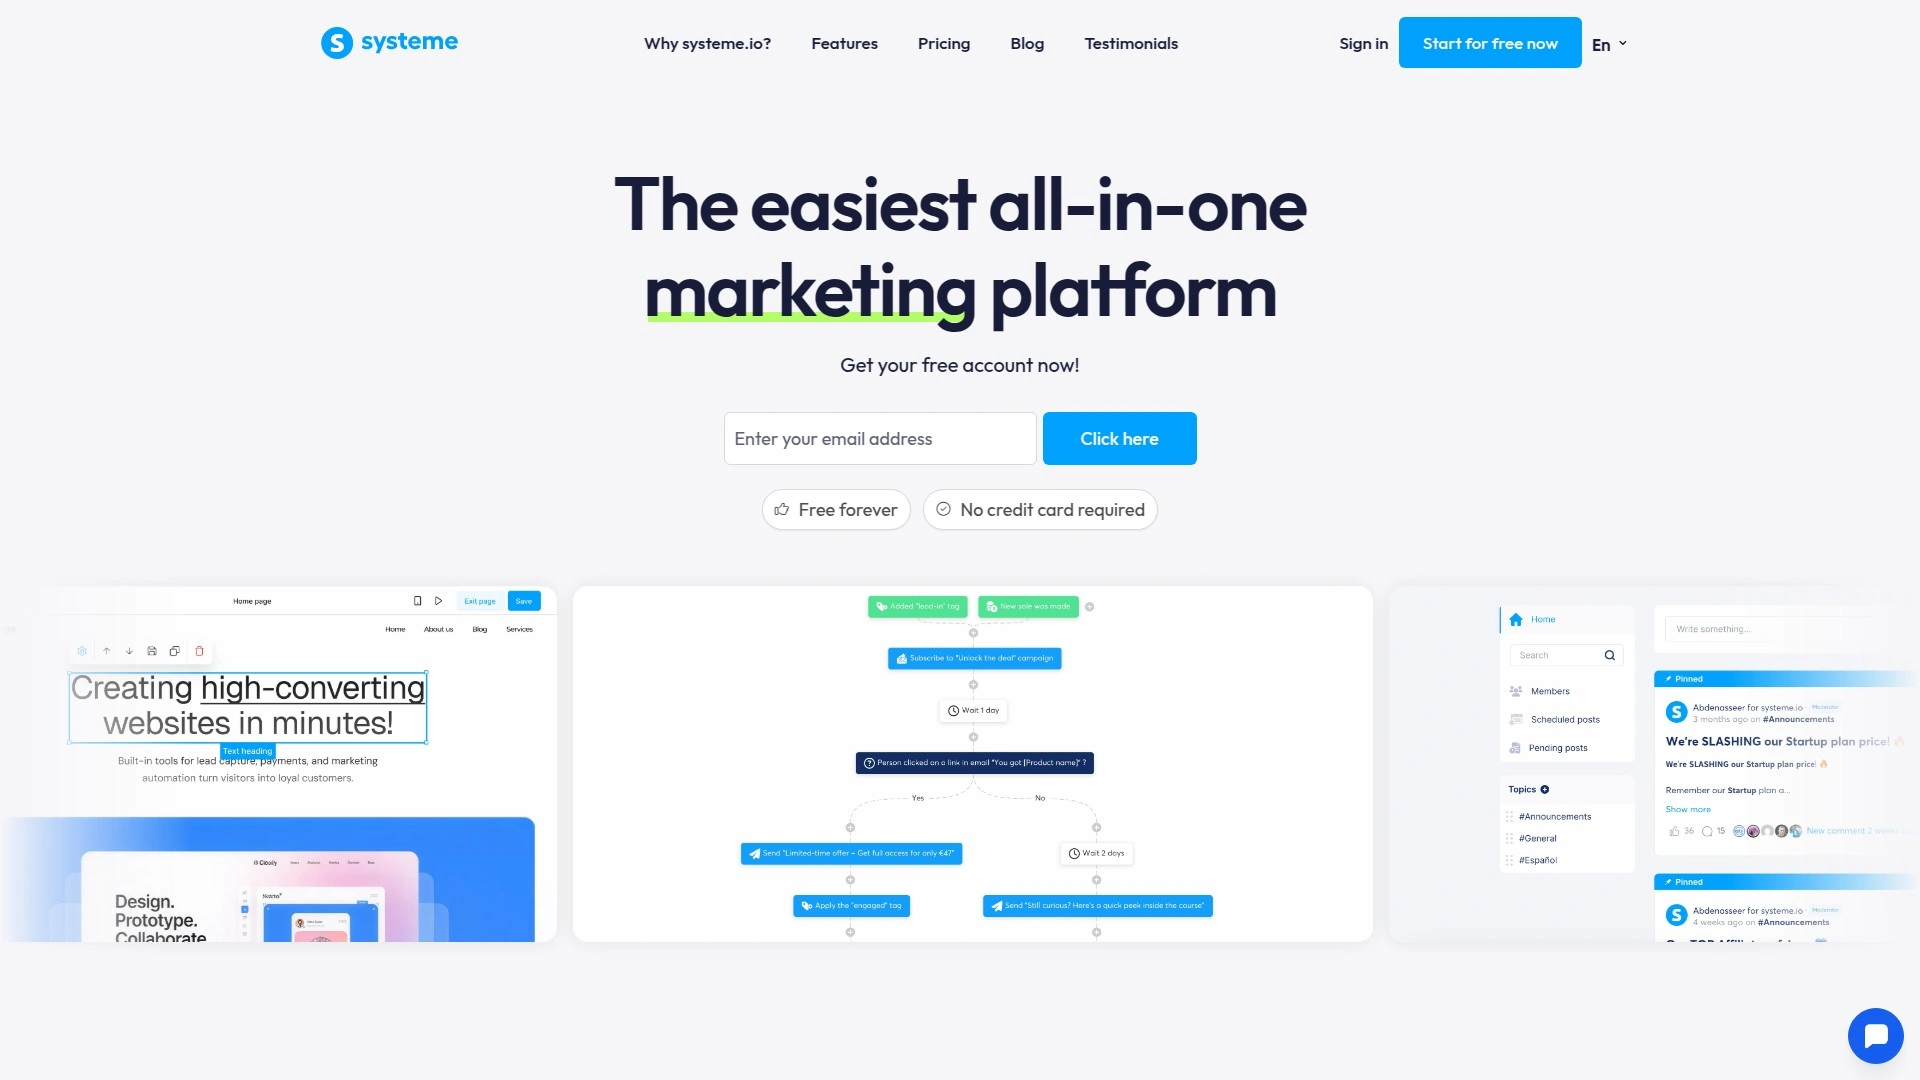 systeme
Why systeme.io?
Features
Pricing
Blog
Testimonials
Sign in
Start for free now
En
The easiest all-in-one
marketing platform
Get your free account now!
Enter your email address
Click here
Free forever
No credit card required
Home page
Exit page
Save
Home
About us
Blog
Services
Creating high-converting
websites in minutes!
Text heading
Built-in tools for lead capture, payments, and marketing
automation turn visitors into loyal customers.
Design.
Prototype.
Collaborate
Added "lead-in" tag
New sale was made
Subscribe to "Unlock the deal" campaign
Wait 1 day
Person clicked on a link in email "You got [Product name]" ?
Yes
No
Send "Limited-time offer – Get full access for only €47"
Wait 2 days
Apply the "engaged" tag
Send "Still curious? Here's a quick peek inside the course"
Home
Search
Members
Scheduled posts
Pending posts
Topics
#Announcements
#General
#Español
Write something...
Pinned
Abdenasseer for systeme.io Moderator
3 months ago on #Announcements
We're SLASHING our Startup plan price! 🔥
We're SLASHING our Startup plan price! 🔥
Remember our Startup plan a...
Show more
36 15 New comment 2 weeks
Pinned
Abdenasseer for systeme.io Moderator
4 weeks ago on #Announcements